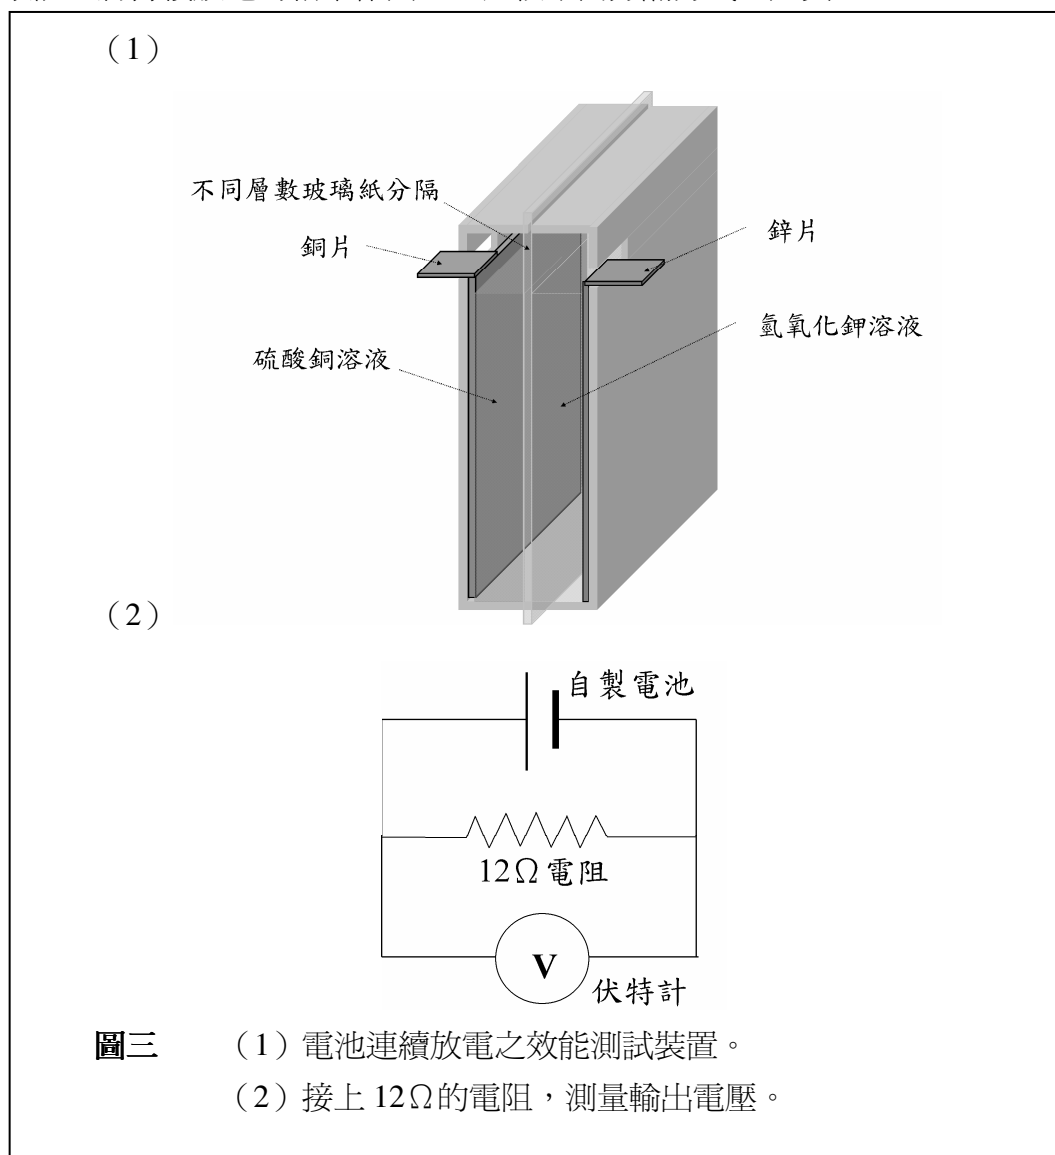 （1）
不同層數玻璃紙分隔
銅片
鋅片
硫酸銅溶液
氫氧化鉀溶液
（2）
自製電池
12Ω電阻
V
伏特計
圖三 （1）電池連續放電之效能測試裝置。
（2）接上 12Ω的電阻，測量輸出電壓。